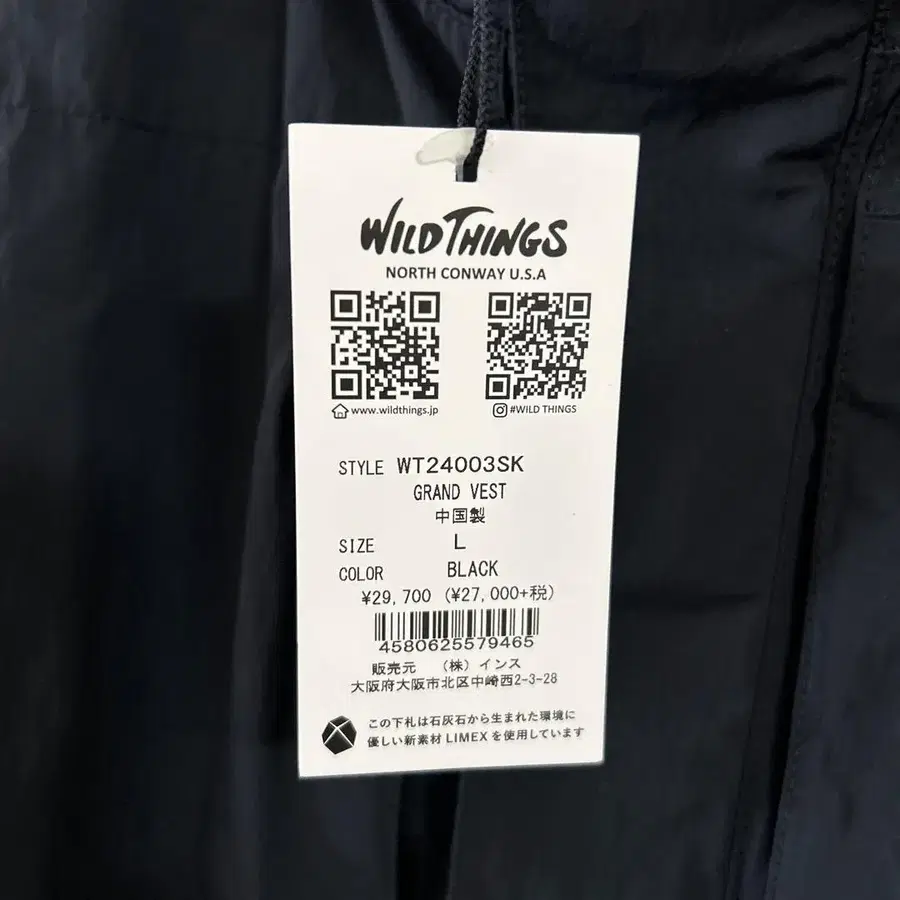 WILD THINGS
NORTH CONWAY U.S.A
www.wildthings.jp
#WILD THINGS
STYLE WT24003SK
GRAND VEST
中国製
SIZE L
COLOR BLACK
¥29,700 (¥27,000+税)
4580625579465
販売元 (株) インス
大阪府大阪市北区中崎西2-3-28
この下札は石灰石から生まれた環境に
優しい新素材 LIMEX を使用しています